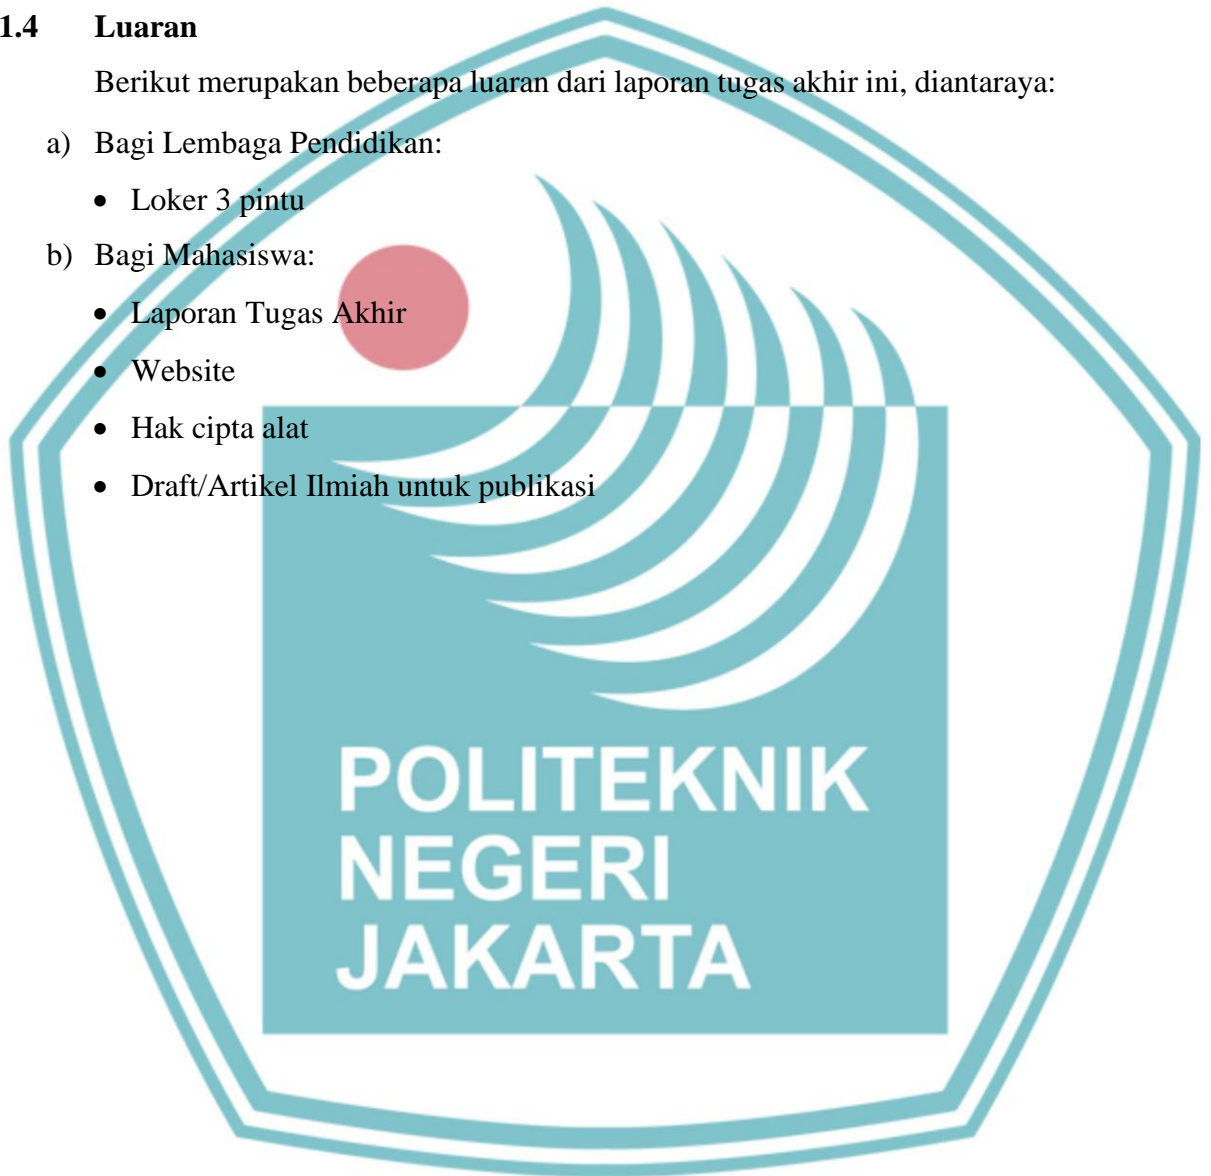 1.4 Luaran
Berikut merupakan beberapa luaran dari laporan tugas akhir ini, diantaraya:
a) Bagi Lembaga Pendidikan:
• Loker 3 pintu
b) Bagi Mahasiswa:
• Laporan Tugas Akhir
• Website
• Hak cipta alat
• Draft/Artikel Ilmiah untuk publikasi
POLITEKNIK
NEGERI
JAKARTA